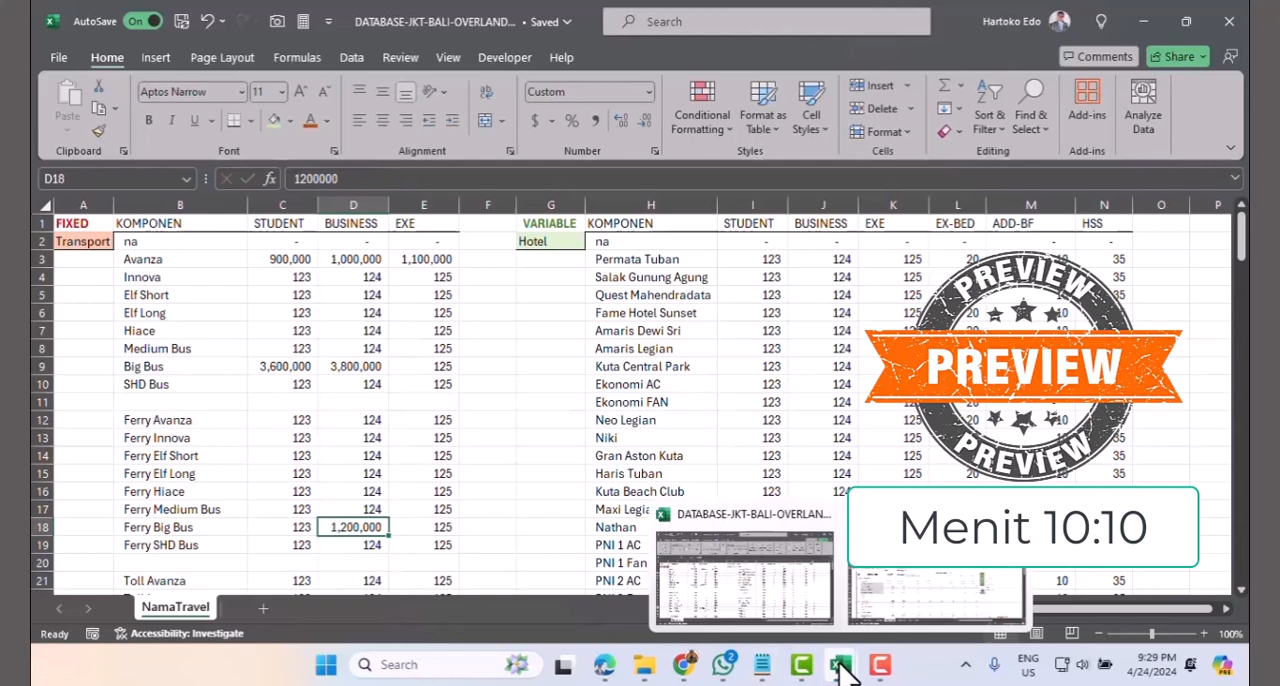 AutoSave On DATABASE-JKT-BALI-OVERLAND... • Saved Search Hartoko Edo
File Home Insert Page Layout Formulas Data Review View Developer Help Comments Share
Paste Aptos Narrow 11 Custom Conditional Formatting Format as Table Cell Styles Insert Delete Format Sort & Filter Find & Select Add-ins Analyze Data
Clipboard Font Alignment Number Styles Cells Editing Add-ins
D18 fx 1200000
A B C D E F G H I J K L M N O P
1 FIXED KOMPONEN STUDENT BUSINESS EXE VARIABLE KOMPONEN STUDENT BUSINESS EXE EX-BED ADD-BF HSS
2 Transport na - - - Hotel na - - - - - -
3 Avanza 900,000 1,000,000 1,100,000 Permata Tuban 123 124 125 20 10 35
4 Innova 123 124 125 Salak Gunung Agung 123 124 125 35
5 Elf Short 123 124 125 Quest Mahendradata 123 124 125 35
6 Elf Long 123 124 125 Fame Hotel Sunset 123 124 125 20 10 35
7 Hiace 123 124 125 Amaris Dewi Sri 123 124
8 Medium Bus 123 124 125 Amaris Legian 123 124
9 Big Bus 3,600,000 3,800,000 Kuta Central Park 123 124
10 SHD Bus 123 124 125 Ekonomi AC 123 124
11 Ekonomi FAN 123 124 125
12 Ferry Avanza 123 124 125 Neo Legian 123 124 125 20 10 35
13 Ferry Innova 123 124 125 Niki 123 124 125 35
14 Ferry Elf Short 123 124 125 Gran Aston Kuta 123 124 125 35
15 Ferry Elf Long 123 124 125 Haris Tuban 123 124 125 35
16 Ferry Hiace 123 124 125 Kuta Beach Club 123 124
17 Ferry Medium Bus 123 124 125 Maxi Legia
18 Ferry Big Bus 123 1,200,000 125 Nathan
19 Ferry SHD Bus 123 124 125 PNI 1 AC
20 PNI 1 Fan
21 Toll Avanza 123 124 125 PNI 2 AC 10 35
PREVIEW
PREVIEW
PREVIEW
Menit 10:10
DATABASE-JKT-BALI-OVERLAN...
NamaTravel
Ready Accessibility: Investigate 100%
Search 2 ENG US 9:29 PM 4/24/2024